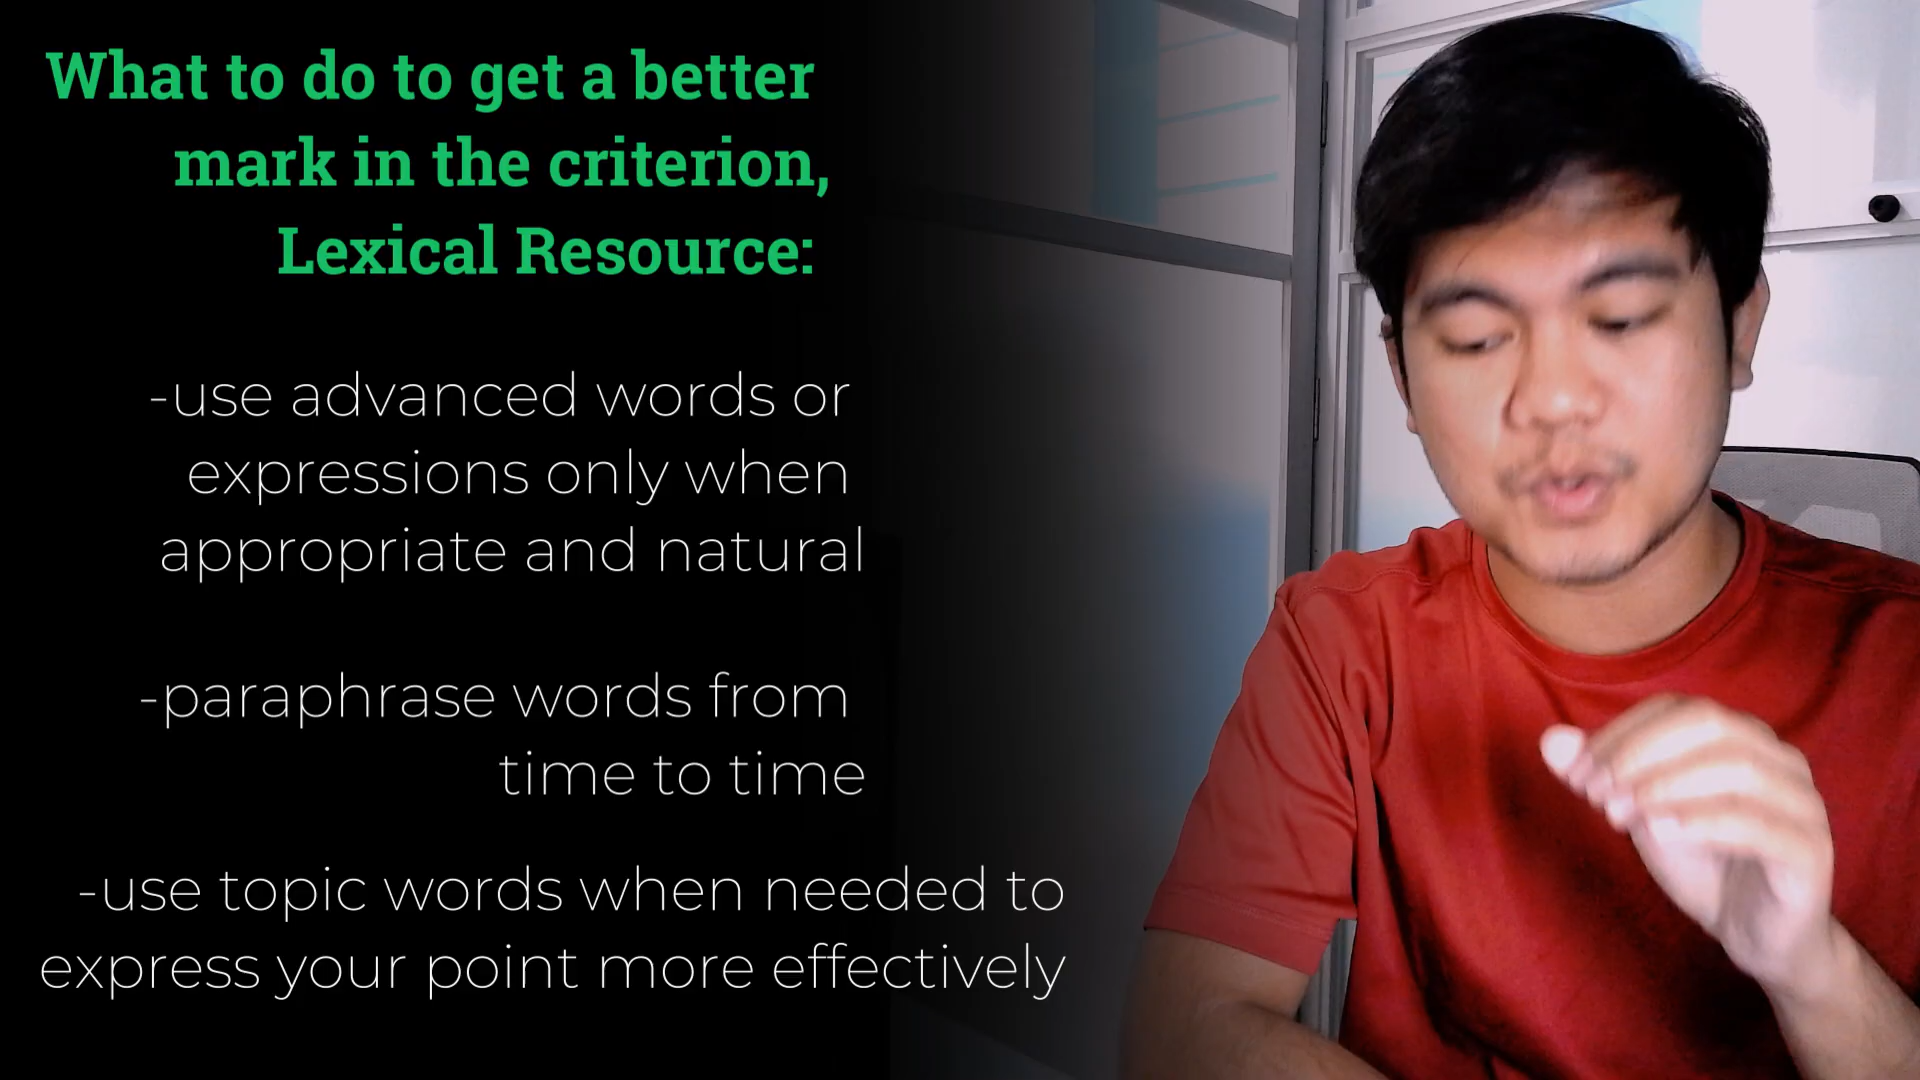 What to do to get a better
mark in the criterion,
Lexical Resource:
-use advanced words or
expressions only when
appropriate and natural
-paraphrase words from
time to time
-use topic words when needed to
express your point more effectively